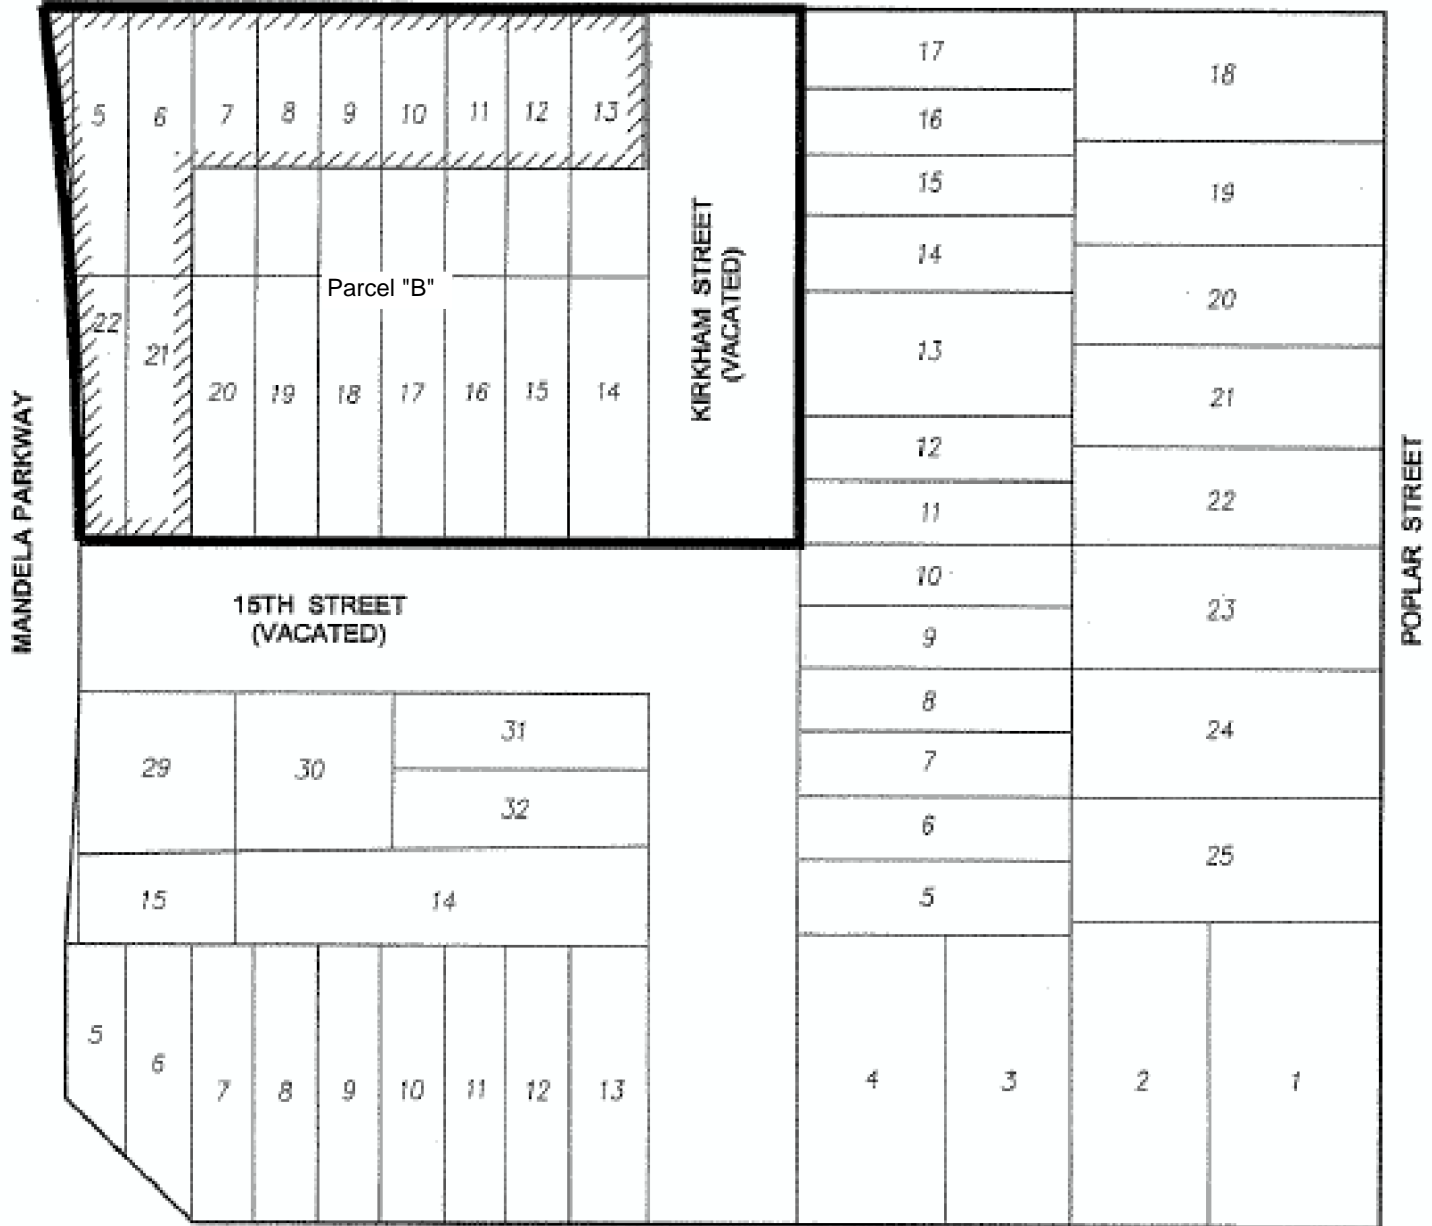 5 6 7 8 9 10 11 12 13
22 21 20 19 18 17 16 15 14
Parcel "B"
KIRKHAM STREET
(VACATED)
MANDELA PARKWAY
15TH STREET
(VACATED)
29 30 31
32
15 14
5 6 7 8 9 10 11 12 13
17
16
15
14
13
12
11
10
9
8
7
6
5
4 3 2 1
18
19
20
21
22
23
24
25
POPLAR STREET